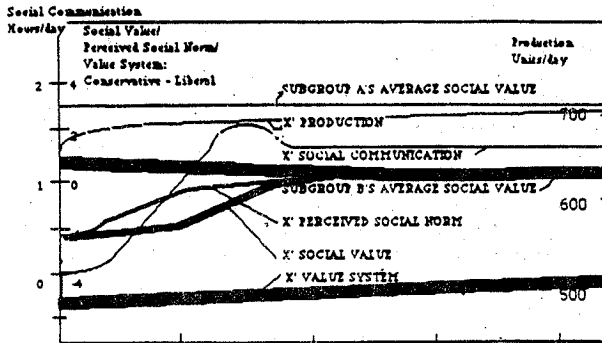 Social Communication
Hours/day
Social Value/
Perceived Social Norm/
Value System:
Conservative - Liberal
Production
Units/day
2
4
SUBGROUP A'S AVERAGE SOCIAL VALUE
700
X' PRODUCTION
X' SOCIAL COMMUNICATION
1
0
SUBGROUP B'S AVERAGE SOCIAL VALUE
600
X' PERCEIVED SOCIAL NORM
X' SOCIAL VALUE
0
-4
X' VALUE SYSTEM
500